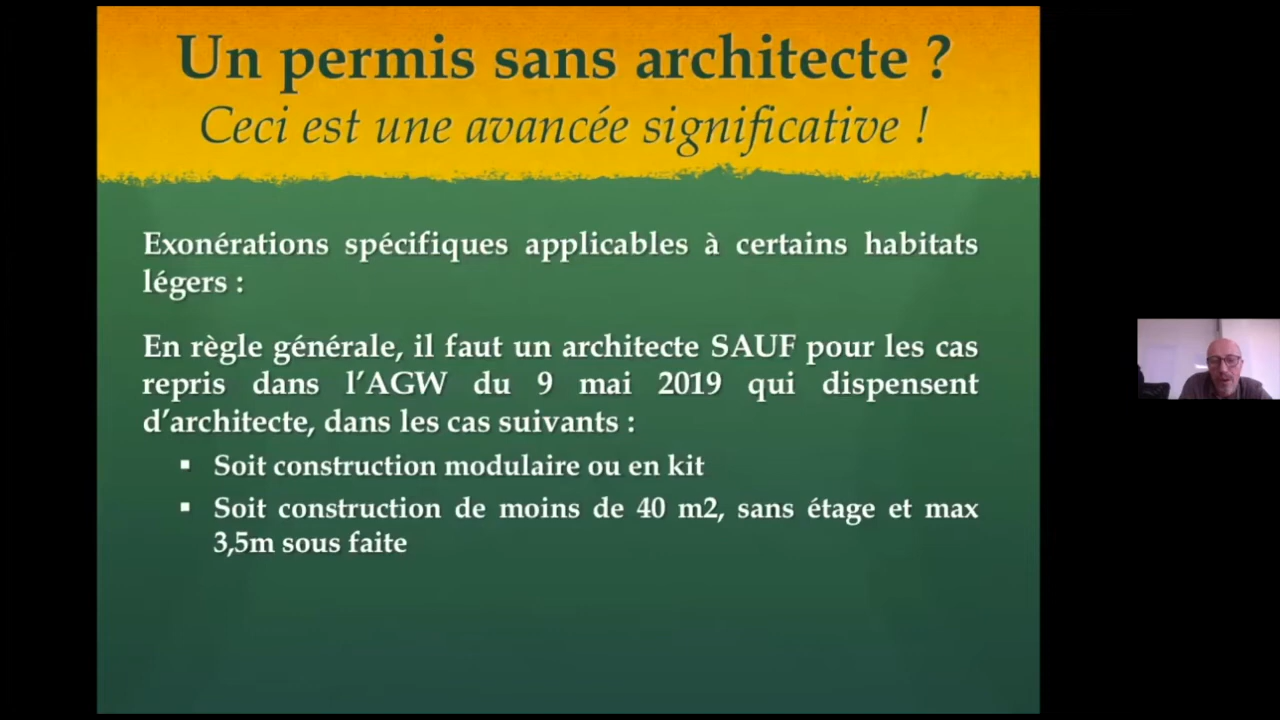 Un permis sans architecte ?
Ceci est une avancée significative !
Exonérations spécifiques applicables à certains habitats
légers :
En règle générale, il faut un architecte SAUF pour les cas
repris dans l’AGW du 9 mai 2019 qui dispensent
d’architecte, dans les cas suivants :
▪ Soit construction modulaire ou en kit
▪ Soit construction de moins de 40 m2, sans étage et max
3,5m sous faite